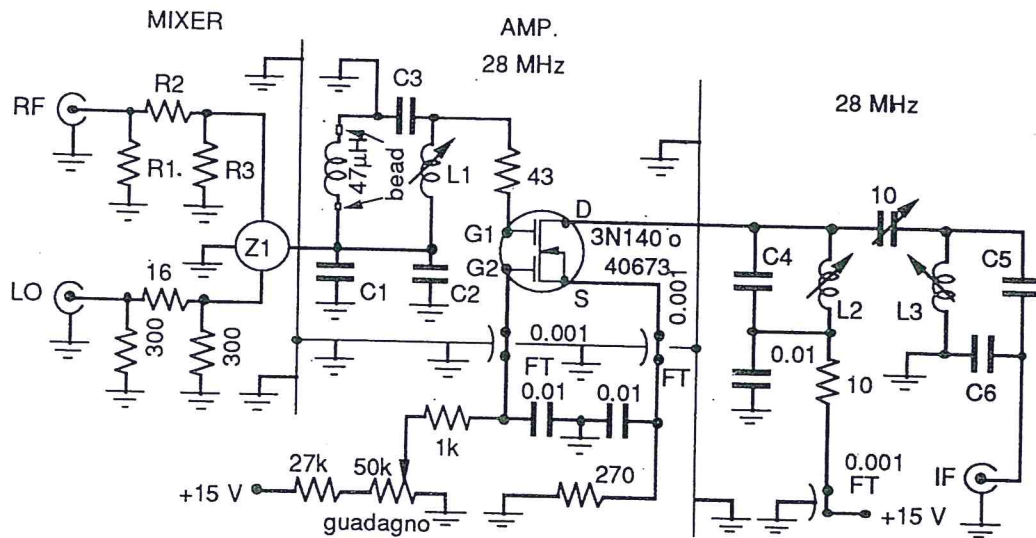 MIXER
AMP.
28 MHz
28 MHz
RF
R2
R1.
R3
C3
47µH
bead
L1
43
G1
G2
D
3N140 o
40673
S
Z1
LO
16
300
300
C1
C2
0.001
FT
0.001
FT
0.01
0.01
1k
27k
50k
+15 V
guadagno
270
10
C4
L2
L3
C5
0.01
10
C6
0.001
FT
IF
+15 V